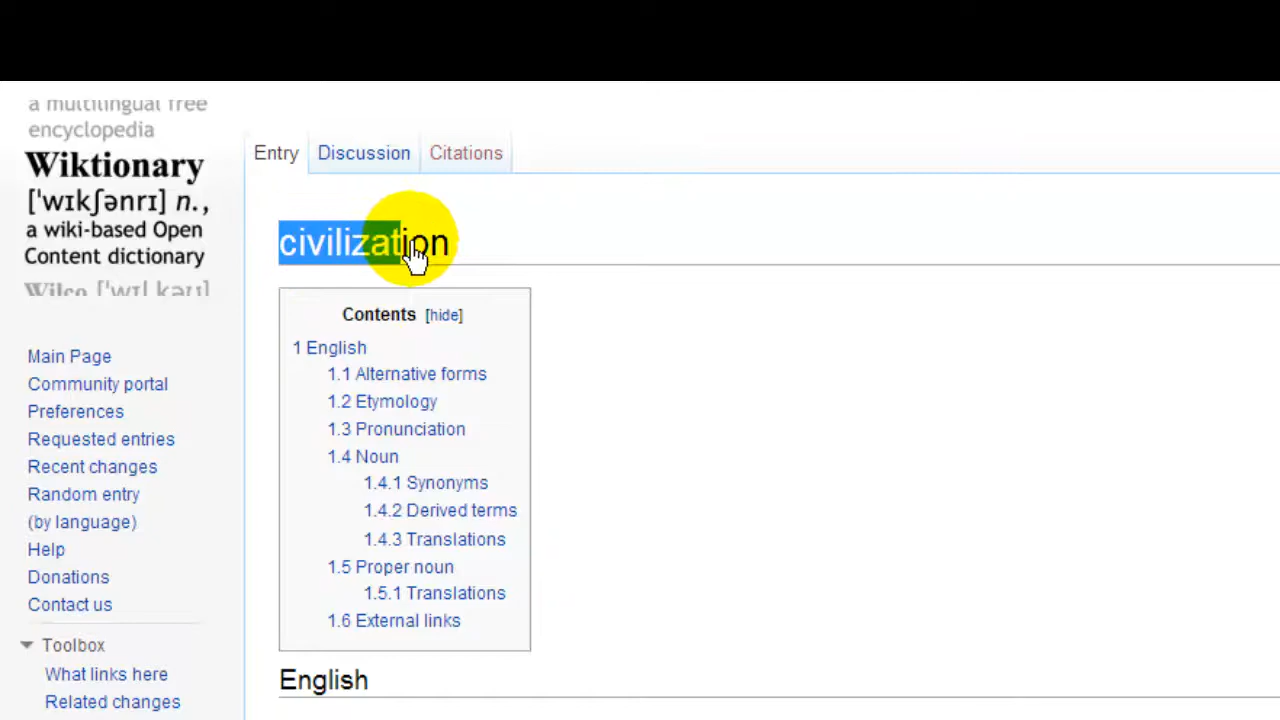 a multilingual free
encyclopedia
Wiktionary
['wɪkʃənrɪ] n.,
a wiki-based Open
Content dictionary
Wilco ['wɪl kəʊ]
Main Page
Community portal
Preferences
Requested entries
Recent changes
Random entry
(by language)
Help
Donations
Contact us
Toolbox
What links here
Related changes
Entry Discussion Citations
civilization
Contents [hide]
1 English
1.1 Alternative forms
1.2 Etymology
1.3 Pronunciation
1.4 Noun
1.4.1 Synonyms
1.4.2 Derived terms
1.4.3 Translations
1.5 Proper noun
1.5.1 Translations
1.6 External links
English